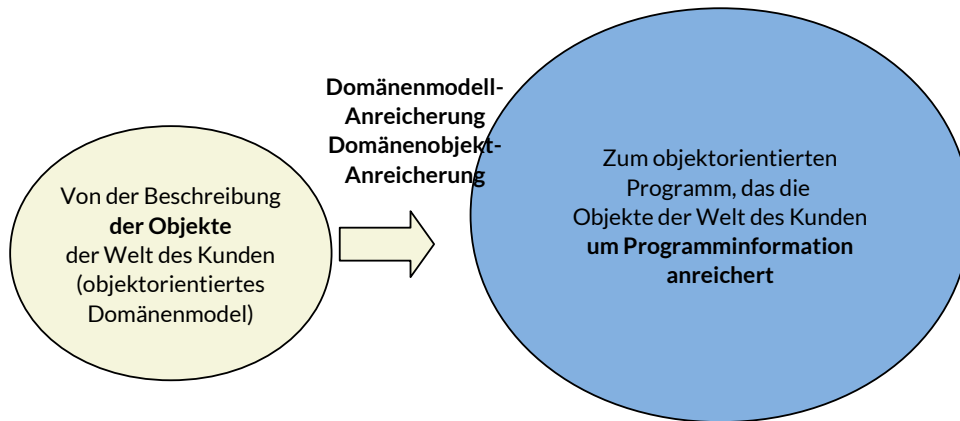 Von der Beschreibung
der Objekte
der Welt des Kunden
(objektorientiertes
Domänenmodel)
Domänenmodell-
Anreicherung
Domänenobjekt-
Anreicherung
Zum objektorientierten
Programm, das die
Objekte der Welt des Kunden
um Programminformation
anreichert